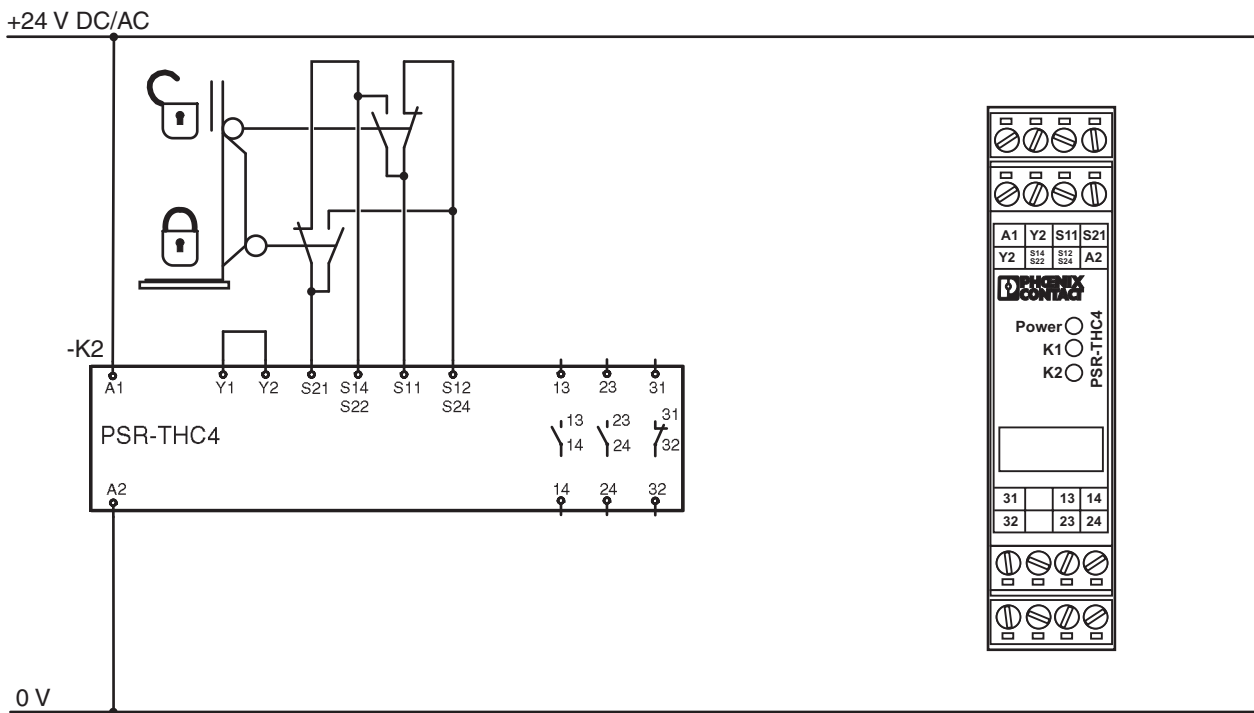 +24 V DC/AC
-K2
A1 Y1 Y2 S21 S14 S11 S12 13 23 31
S22 S24
PSR-THC4
13 23 31
14 24 32
A2 14 24 32
0 V
A1 Y2 S11 S21
Y2 S14 S22 S12 S24 A2
PHŒNIX
CONTACT
Power
K1
K2
PSR-THC4
31 13 14
32 23 24